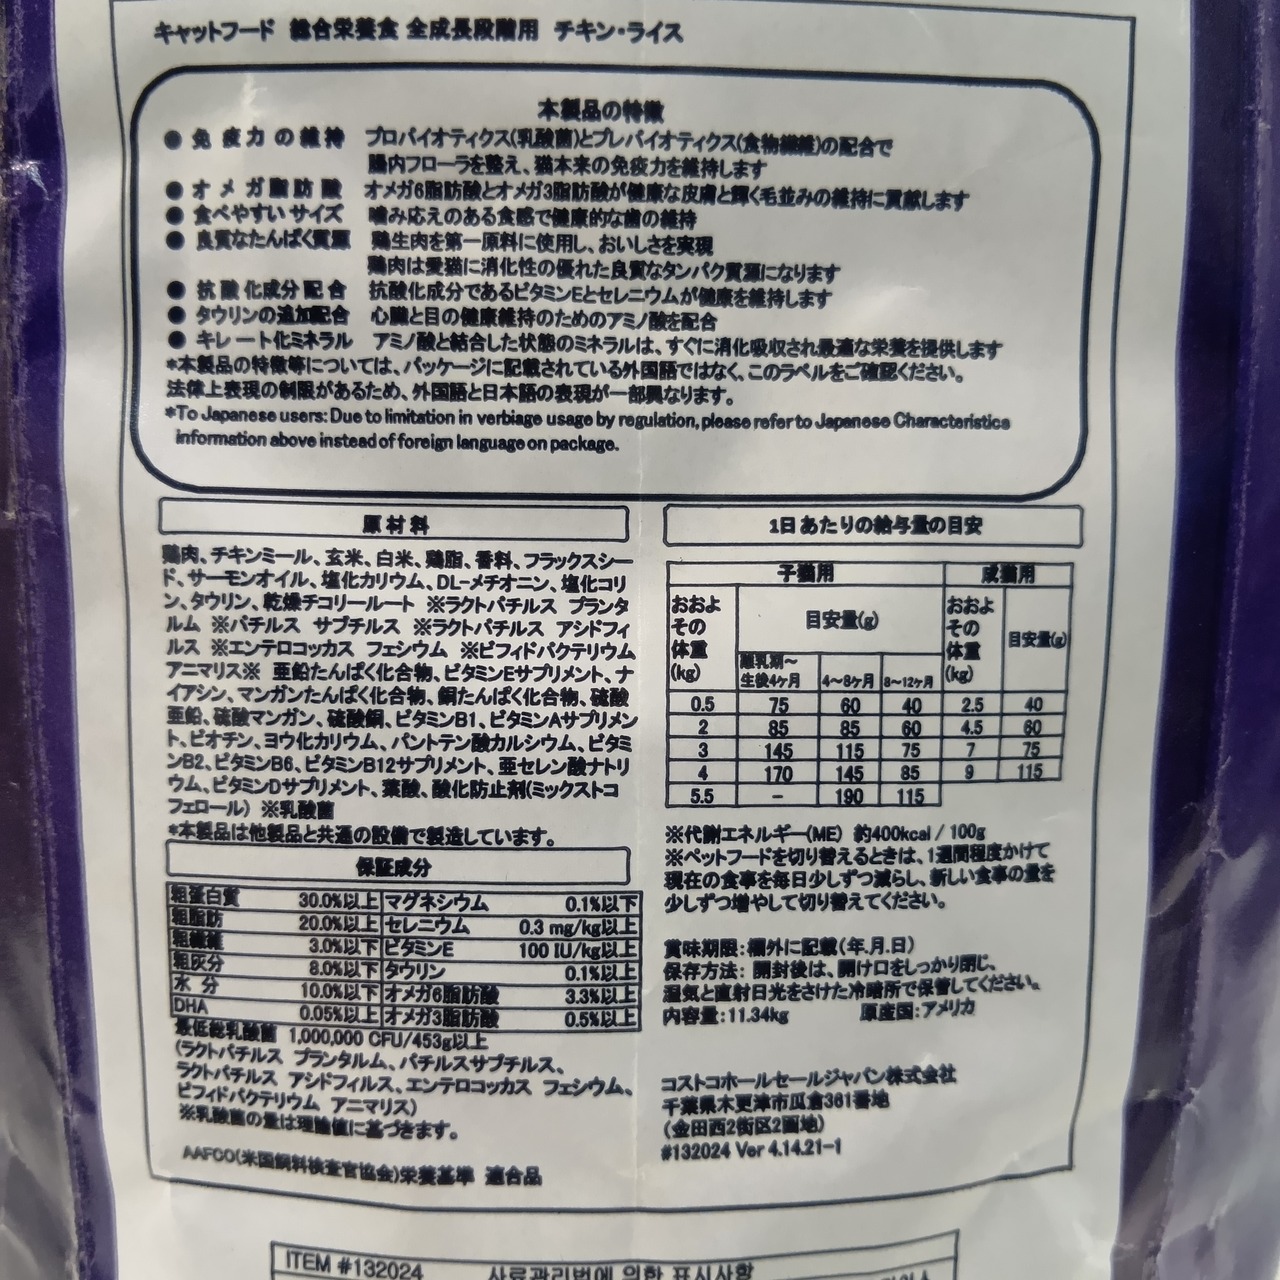 キャットフード 総合栄養食 全成長段階用 チキン・ライス
本製品の特徴
● 免疫力の維持 プロバイオティクス(乳酸菌)とプレバイオティクス(食物繊維)の配合で
腸内フローラを整え、猫本来の免疫力を維持します
● オメガ脂肪酸 オメガ6脂肪酸とオメガ3脂肪酸が健康な皮膚と輝く毛並みの維持に貢献します
● 食べやすいサイズ 噛み応えのある食感で健康的な歯の維持
● 良質なたんぱく質源 鶏生肉を第一原料に使用し、おいしさを実現
鶏肉は愛猫に消化性の優れた良質なタンパク質源になります
● 抗酸化成分配合 抗酸化成分であるビタミンEとセレニウムが健康を維持します
● タウリンの追加配合 心臓と目の健康維持のためのアミノ酸を配合
● キレート化ミネラル アミノ酸と結合した状態のミネラルは、すぐに消化吸収され最適な栄養を提供します
*本製品の特徴等については、パッケージに記載されている外国語ではなく、このラベルをご確認ください。
法律上表現の制限があるため、外国語と日本語の表現が一部異なります。
*To Japanese users: Due to limitation in verbiage usage by regulation, please refer to Japanese Characteristics
information above instead of foreign language on package.
原材料
鶏肉、チキンミール、玄米、白米、鶏脂、香料、フラックスシー
ド、サーモンオイル、塩化カリウム、DL-メチオニン、塩化コリ
ン、タウリン、乾燥チコリールート ※ラクトバチルス プランタ
ルム ※バチルス サブチルス ※ラクトバチルス アシドフィ
ルス ※エンテロコッカス フェシウム ※ビフィドバクテリウム
アニマリス※ 亜鉛たんぱく化合物、ビタミンEサプリメント、ナ
イアシン、マンガンたんぱく化合物、銅たんぱく化合物、硫酸
亜鉛、硫酸マンガン、硫酸銅、ビタミンB1、ビタミンAサプリメン
ト、ビオチン、ヨウ化カリウム、パントテン酸カルシウム、ビタミ
ンB2、ビタミンB6、ビタミンB12サプリメント、亜セレン酸ナトリ
ウム、ビタミンDサプリメント、葉酸、酸化防止剤(ミックストコ
フェロール) ※乳酸菌
*本製品は他製品と共通の設備で製造しています。
保証成分
粗蛋白質 30.0%以上 マグネシウム 0.1%以下
粗脂肪 20.0%以上 セレニウム 0.3 mg/kg以上
粗繊維 3.0%以下 ビタミンE 100 IU/kg以上
粗灰分 8.0%以下 タウリン 0.1%以上
水 分 10.0%以下 オメガ6脂肪酸 3.3%以上
DHA 0.05%以上 オメガ3脂肪酸 0.5%以上
最低総乳酸菌 1,000,000 CFU/453g以上
(ラクトバチルス プランタルム、バチルスサブチルス、
ラクトバチルス アシドフィルス、エンテロコッカス フェシウム、
ビフィドバクテリウム アニマリス)
※乳酸菌の量は理論値に基づきます。
AAFCO(米国飼料検査官協会)栄養基準 適合品
1日あたりの給与量の目安
子猫用 成猫用
おおよ
その
体重
(kg)
目安量(g)
離乳期～
生後4ヶ月
4～8ヶ月 8～12ヶ月
おおよ
その
体重
(kg)
目安量(g)
0.5 75 60 40 2.5 40
2 85 85 60 4.5 60
3 145 115 75 7 75
4 170 145 85 9 115
5.5 - 190 115
※代謝エネルギー(ME) 約400kcal / 100g
※ペットフードを切り替えるときは、1週間程度かけて
現在の食事を毎日少しずつ減らし、新しい食事の量を
少しずつ増やして切り替えてください。
賞味期限:欄外に記載(年.月.日)
保存方法: 開封後は、開け口をしっかり閉じ、
湿気と直射日光をさけた冷暗所で保管してください。
内容量:11.34kg 原産国:アメリカ
コストコホールセールジャパン株式会社
千葉県木更津市瓜倉361番地
(金田西2街区2画地)
#132024 Ver 4.14.21-1
ITEM #132024
사료관리법에 의한 표시사항